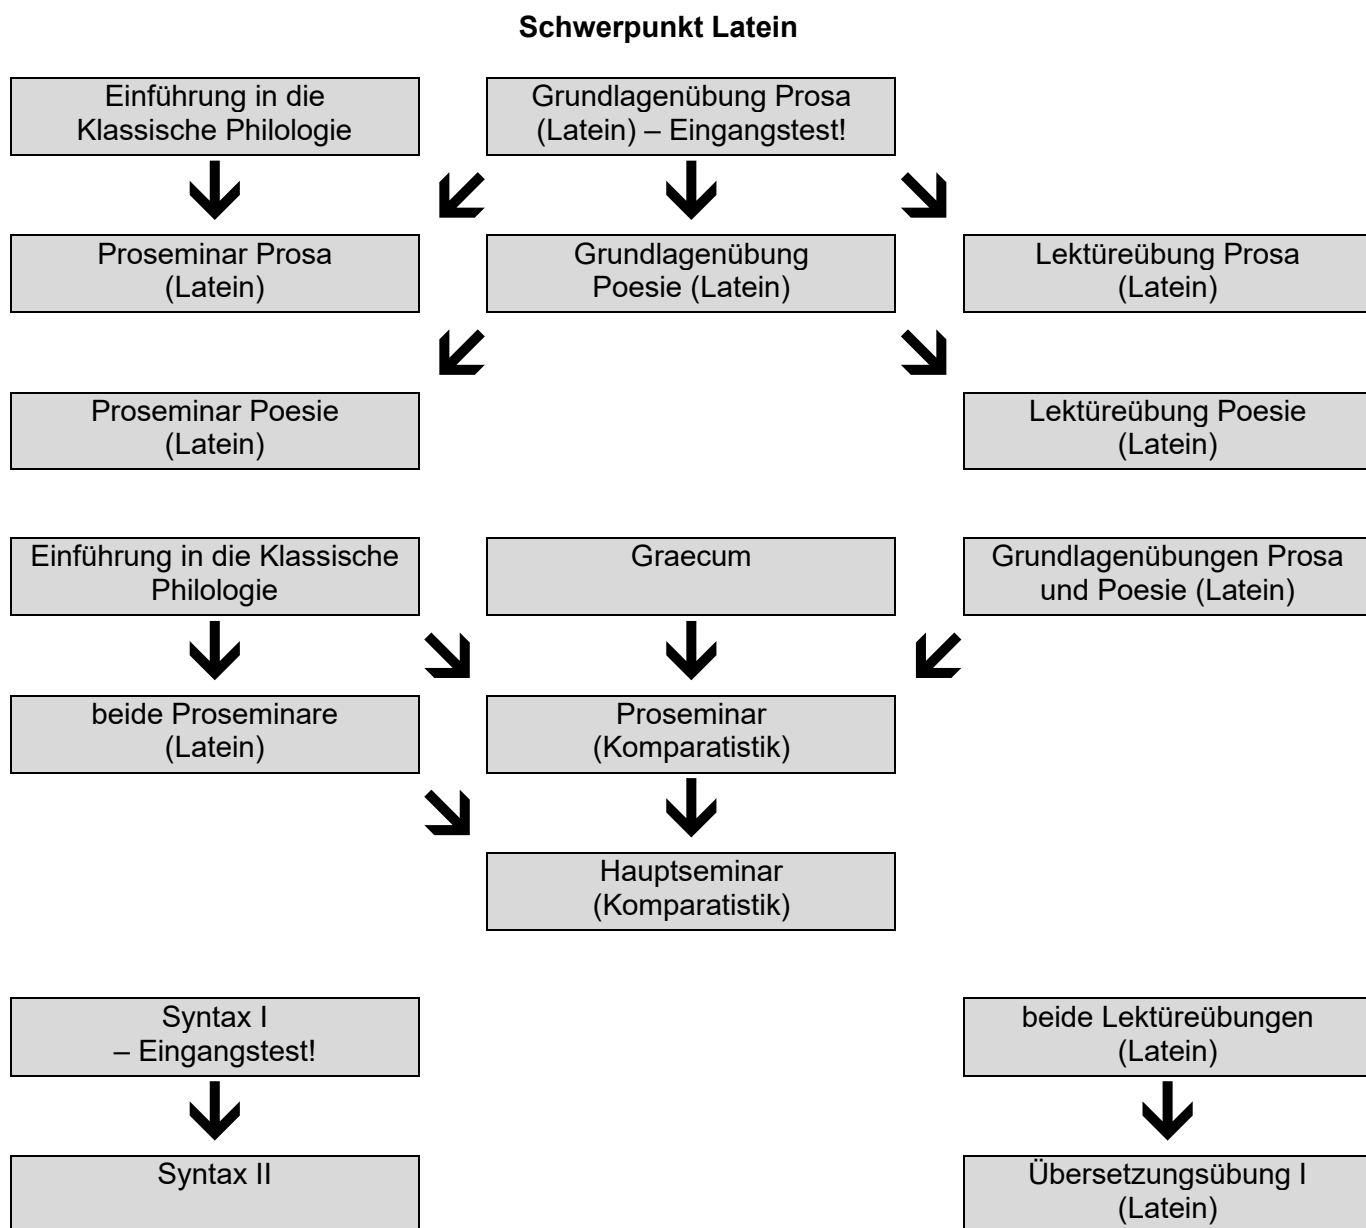 Schwerpunkt Latein
Einführung in die
Klassische Philologie
Grundlagenübung Prosa
(Latein) – Eingangstest!
Proseminar Prosa
(Latein)
Grundlagenübung
Poesie (Latein)
Lektüreübung Prosa
(Latein)
Proseminar Poesie
(Latein)
Lektüreübung Poesie
(Latein)
Einführung in die Klassische
Philologie
Graecum
Grundlagenübungen Prosa
und Poesie (Latein)
beide Proseminare
(Latein)
Proseminar
(Komparatistik)
Hauptseminar
(Komparatistik)
Syntax I
– Eingangstest!
beide Lektüreübungen
(Latein)
Syntax II
Übersetzungsübung I
(Latein)